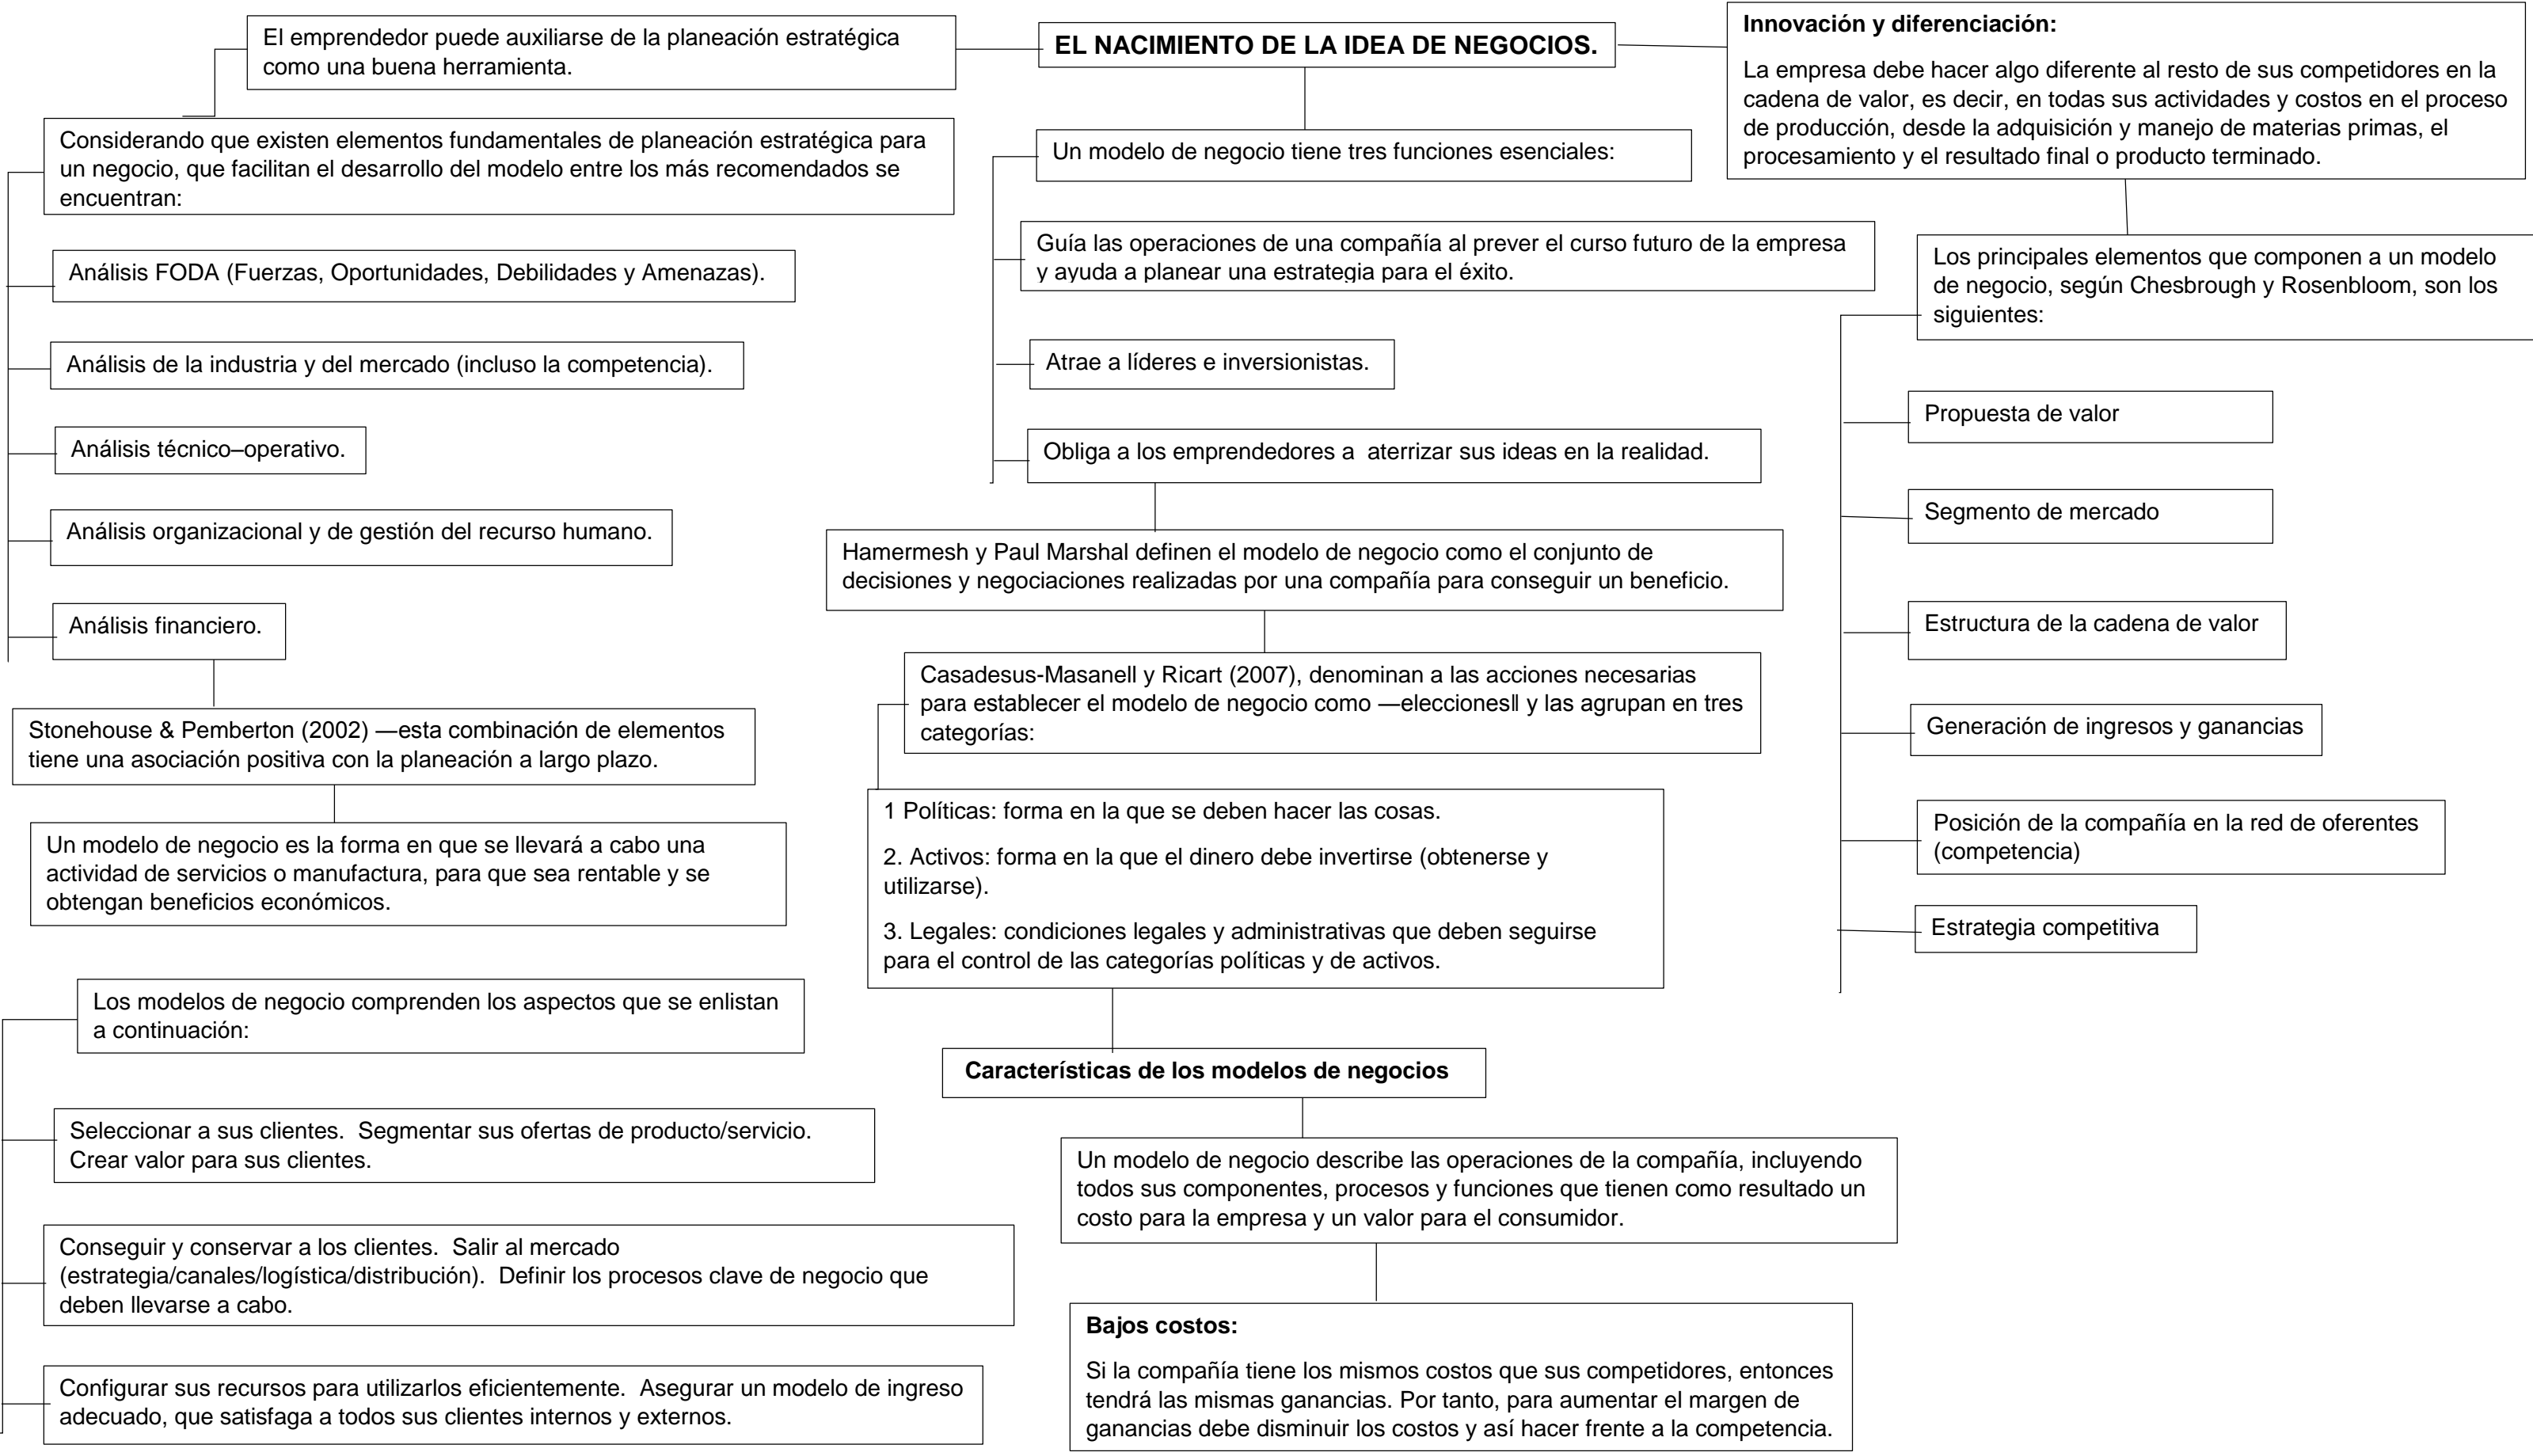 EL NACIMIENTO DE LA IDEA DE NEGOCIOS.
El emprendedor puede auxiliarse de la planeación estratégica
como una buena herramienta.
Considerando que existen elementos fundamentales de planeación estratégica para
un negocio, que facilitan el desarrollo del modelo entre los más recomendados se
encuentran:
Análisis FODA (Fuerzas, Oportunidades, Debilidades y Amenazas).
Análisis de la industria y del mercado (incluso la competencia).
Análisis técnico–operativo.
Análisis organizacional y de gestión del recurso humano.
Análisis financiero.
Stonehouse & Pemberton (2002) ―esta combinación de elementos
tiene una asociación positiva con la planeación a largo plazo.
Un modelo de negocio es la forma en que se llevará a cabo una
actividad de servicios o manufactura, para que sea rentable y se
obtengan beneficios económicos.
Los modelos de negocio comprenden los aspectos que se enlistan
a continuación:
Seleccionar a sus clientes.  Segmentar sus ofertas de producto/servicio.
Crear valor para sus clientes.
Conseguir y conservar a los clientes.  Salir al mercado
(estrategia/canales/logística/distribución).  Definir los procesos clave de negocio que
deben llevarse a cabo.
Configurar sus recursos para utilizarlos eficientemente.  Asegurar un modelo de ingreso
adecuado, que satisfaga a todos sus clientes internos y externos.
Un modelo de negocio tiene tres funciones esenciales:
Guía las operaciones de una compañía al prever el curso futuro de la empresa
y ayuda a planear una estrategia para el éxito.
Atrae a líderes e inversionistas.
Obliga a los emprendedores a  aterrizar sus ideas en la realidad.
Hamermesh y Paul Marshal definen el modelo de negocio como el conjunto de
decisiones y negociaciones realizadas por una compañía para conseguir un beneficio.
Casadesus-Masanell y Ricart (2007), denominan a las acciones necesarias
para establecer el modelo de negocio como ―elecciones‖ y las agrupan en tres
categorías:
1 Políticas: forma en la que se deben hacer las cosas.
2. Activos: forma en la que el dinero debe invertirse (obtenerse y
utilizarse).
3. Legales: condiciones legales y administrativas que deben seguirse
para el control de las categorías políticas y de activos.
Características de los modelos de negocios
Un modelo de negocio describe las operaciones de la compañía, incluyendo
todos sus componentes, procesos y funciones que tienen como resultado un
costo para la empresa y un valor para el consumidor.
Bajos costos:
Si la compañía tiene los mismos costos que sus competidores, entonces
tendrá las mismas ganancias. Por tanto, para aumentar el margen de
ganancias debe disminuir los costos y así hacer frente a la competencia.
Innovación y diferenciación:
La empresa debe hacer algo diferente al resto de sus competidores en la
cadena de valor, es decir, en todas sus actividades y costos en el proceso
de producción, desde la adquisición y manejo de materias primas, el
procesamiento y el resultado final o producto terminado.
Los principales elementos que componen a un modelo
de negocio, según Chesbrough y Rosenbloom, son los
siguientes:
Propuesta de valor
Segmento de mercado
Estructura de la cadena de valor
Generación de ingresos y ganancias
Posición de la compañía en la red de oferentes
(competencia)
Estrategia competitiva